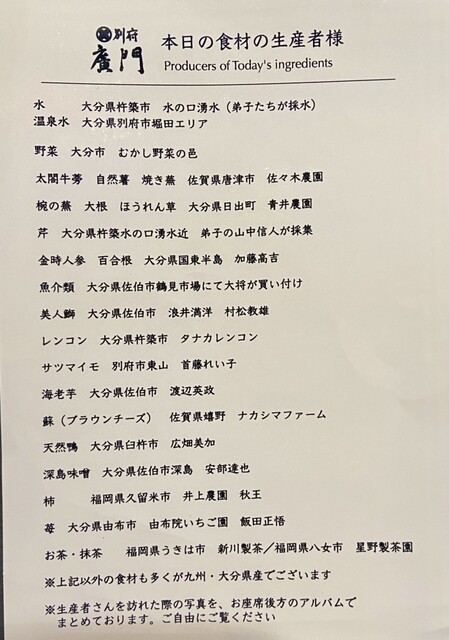 別府
廣門
本日の食材の生産者様
Producers of Today's ingredients
水 大分県杵築市 水の口湧水（弟子たちが採水）
温泉水 大分県別府市堀田エリア
野菜 大分市 むかし野菜の邑
太閤牛蒡 自然薯 焼き蕪 佐賀県唐津市 佐々木農園
椀の蕪 大根 ほうれん草 大分県日出町 青井農園
芹 大分県杵築水の口湧水近 弟子の山中信人が採集
金時人参 百合根 大分県国東半島 加藤高吉
魚介類 大分県佐伯市鶴見市場にて大将が買い付け
美人鰤 大分県佐伯市 浪井満洋 村松教雄
レンコン 大分県杵築市 タナカレンコン
サツマイモ 別府市東山 首藤れい子
海老芋 大分県佐伯市 渡辺英政
蘇（ブラウンチーズ） 佐賀県嬉野 ナカシマファーム
天然鴨 大分県臼杵市 広畑美加
深島味噌 大分県佐伯市深島 安部達也
柿 福岡県久留米市 井上農園 秋王
苺 大分県由布市 由布院いちご園 飯田正悟
お茶・抹茶 福岡県うきは市 新川製茶／福岡県八女市 星野製茶園
※上記以外の食材も多くが九州・大分県産でございます
※生産者さんを訪れた際の写真を、お座席後方のアルバムで
まとめております。ご自由にご覧ください